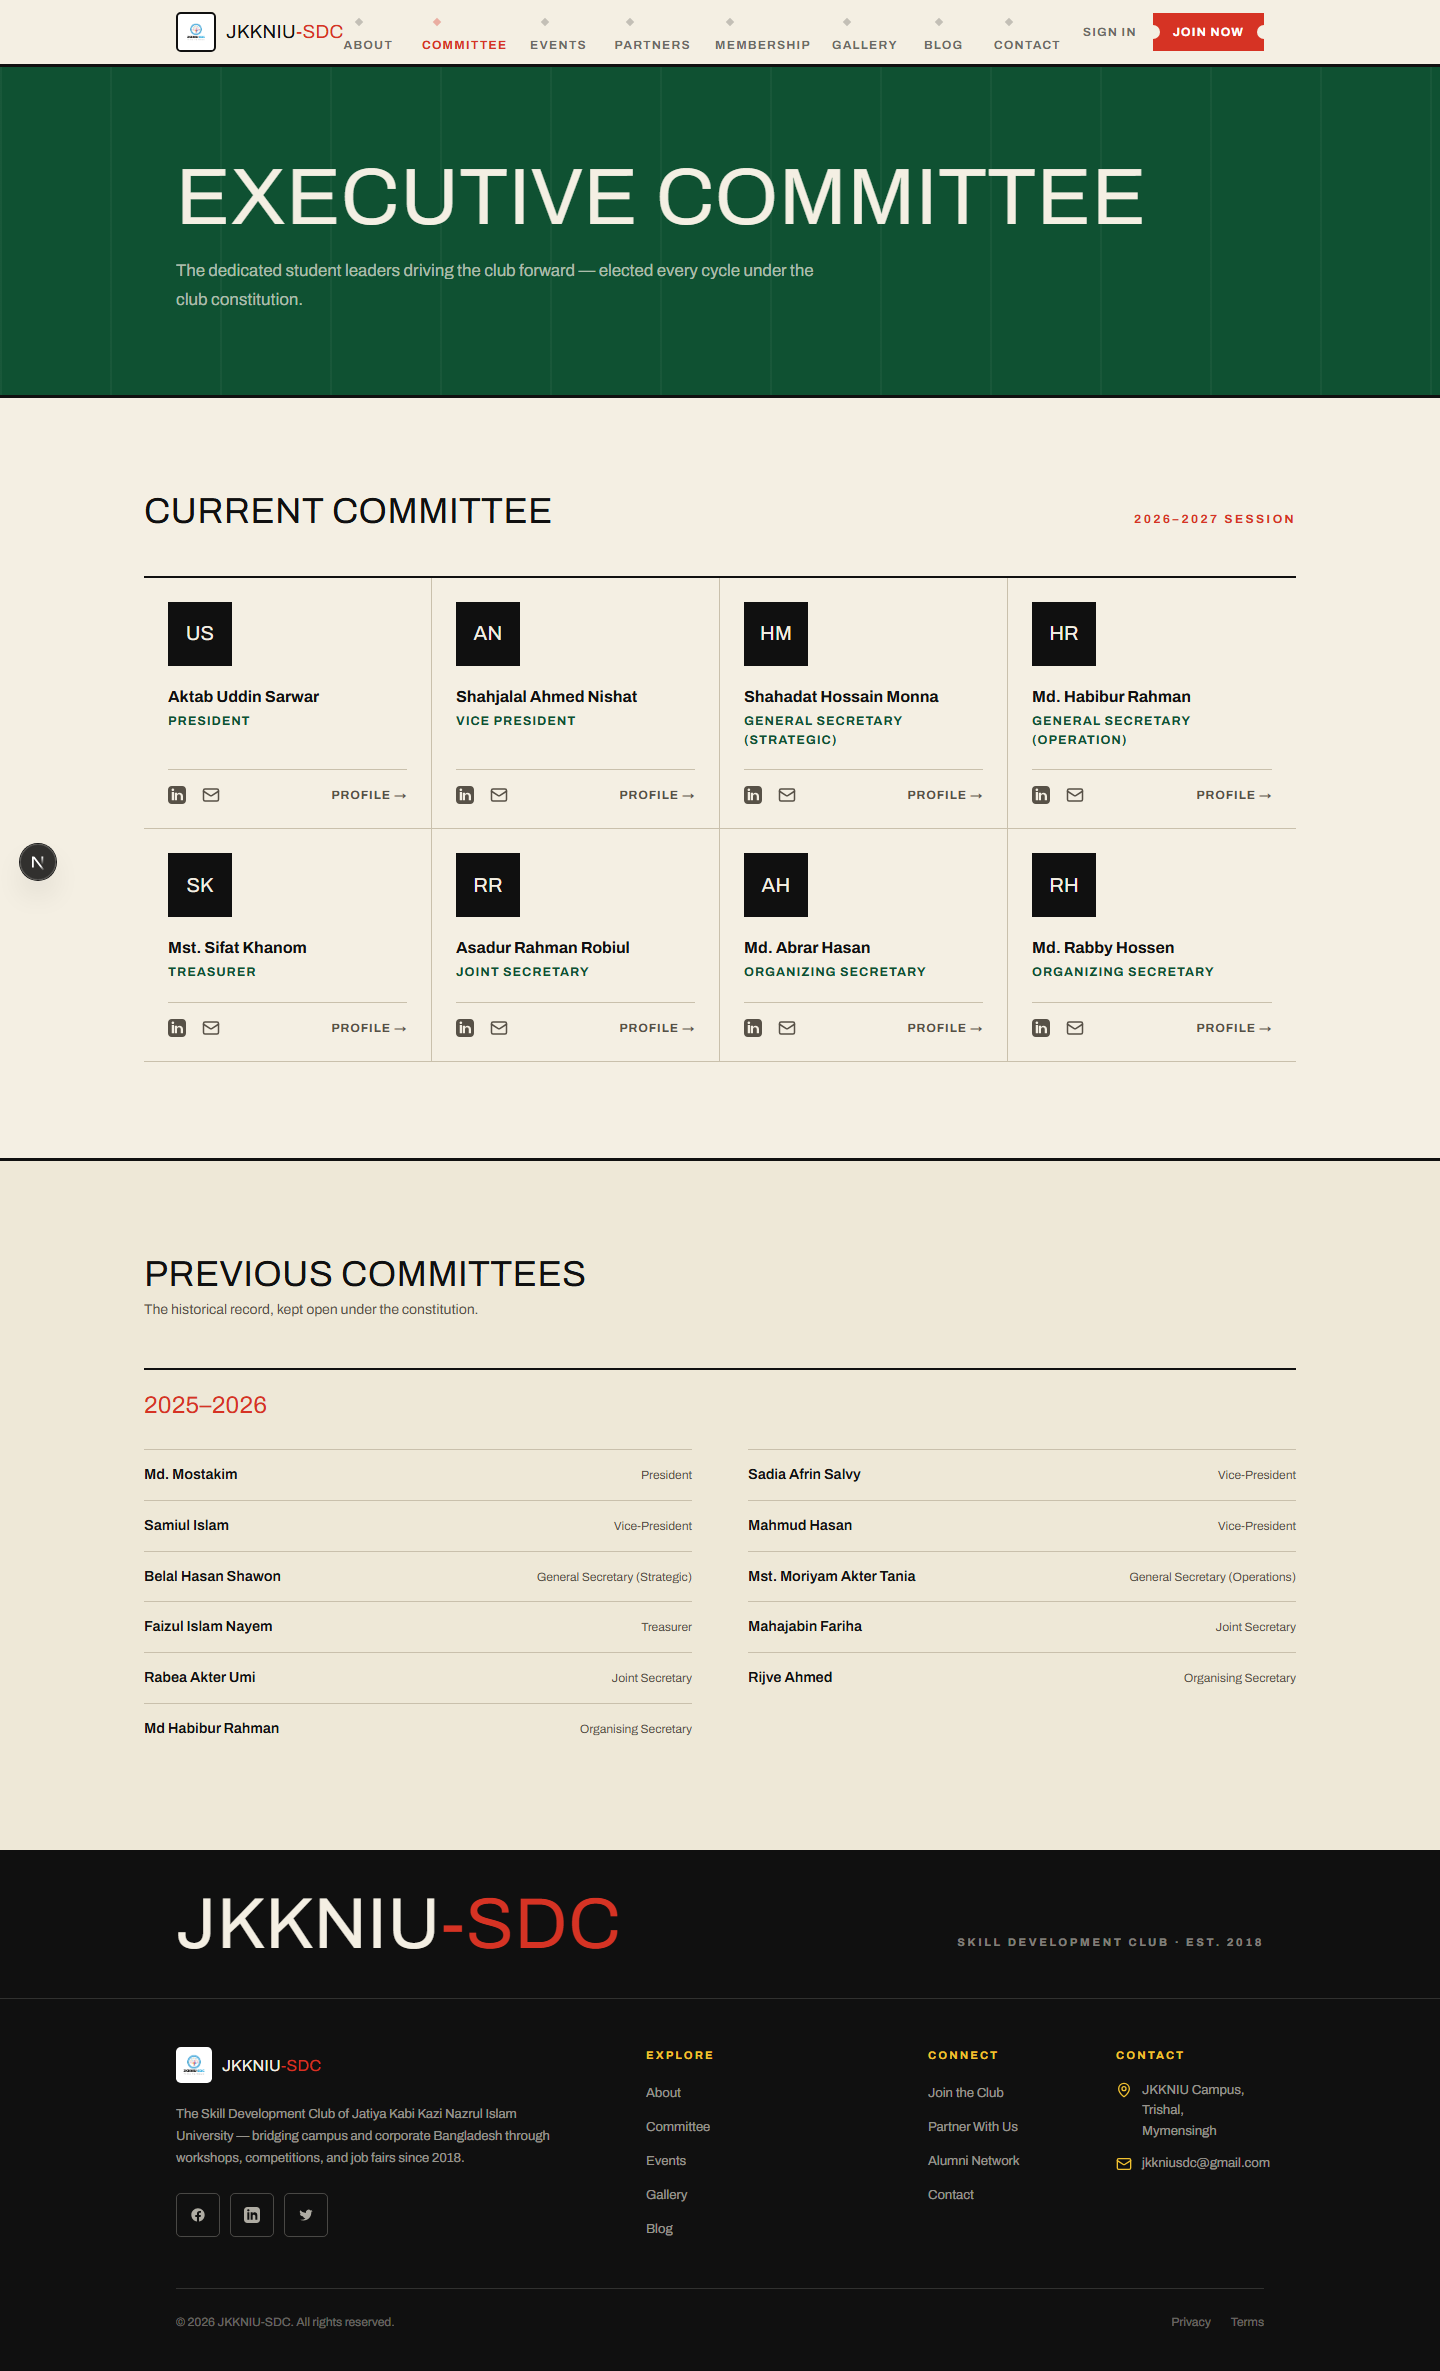 JKKNIU-SDC
ABOUT
COMMITTEE
EVENTS
PARTNERS
MEMBERSHIP
GALLERY
BLOG
CONTACT
SIGN IN
JOIN NOW
EXECUTIVE COMMITTEE
The dedicated student leaders driving the club forward — elected every cycle under the
club constitution.
CURRENT COMMITTEE
2026–2027 SESSION
US
Aktab Uddin Sarwar
PRESIDENT
in
PROFILE →
AN
Shahjalal Ahmed Nishat
VICE PRESIDENT
in
PROFILE →
HM
Shahadat Hossain Monna
GENERAL SECRETARY
(STRATEGIC)
in
PROFILE →
HR
Md. Habibur Rahman
GENERAL SECRETARY
(OPERATION)
in
PROFILE →
N
SK
Mst. Sifat Khanom
TREASURER
in
PROFILE →
RR
Asadur Rahman Robiul
JOINT SECRETARY
in
PROFILE →
AH
Md. Abrar Hasan
ORGANIZING SECRETARY
in
PROFILE →
RH
Md. Rabby Hossen
ORGANIZING SECRETARY
in
PROFILE →
PREVIOUS COMMITTEES
The historical record, kept open under the constitution.
2025–2026
Md. Mostakim President
Sadia Afrin Salvy Vice-President
Samiul Islam Vice-President
Mahmud Hasan Vice-President
Belal Hasan Shawon General Secretary (Strategic)
Mst. Moriyam Akter Tania General Secretary (Operations)
Faizul Islam Nayem Treasurer
Mahajabin Fariha Joint Secretary
Rabea Akter Umi Joint Secretary
Rijve Ahmed Organising Secretary
Md Habibur Rahman Organising Secretary
JKKNIU-SDC
SKILL DEVELOPMENT CLUB · EST. 2018
JKKNIU-SDC
The Skill Development Club of Jatiya Kabi Kazi Nazrul Islam
University — bridging campus and corporate Bangladesh through
workshops, competitions, and job fairs since 2018.
in
EXPLORE
About
Committee
Events
Gallery
Blog
CONNECT
Join the Club
Partner With Us
Alumni Network
Contact
CONTACT
JKKNIU Campus,
Trishal,
Mymensingh
jkkniusdc@gmail.com
© 2026 JKKNIU-SDC. All rights reserved.
Privacy
Terms